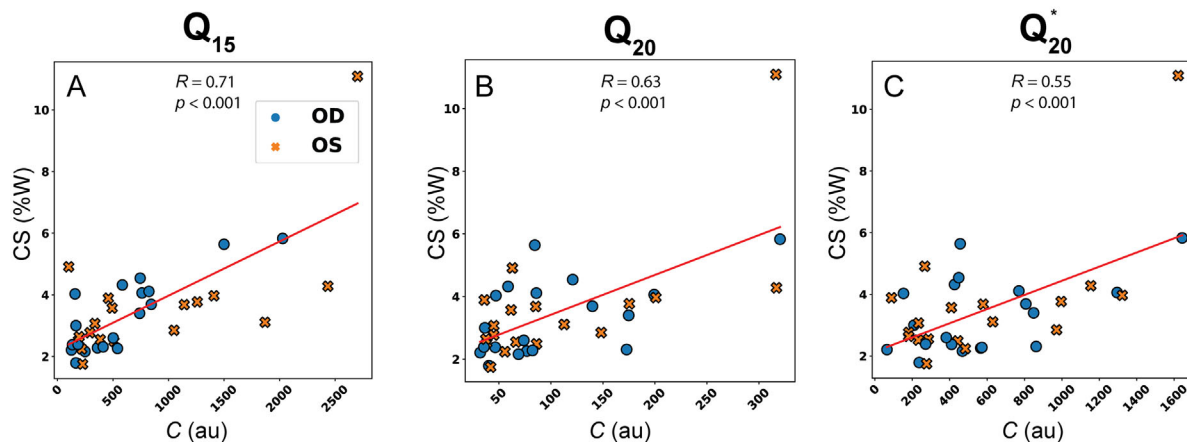 Q15
Q20
Q*20
A
R = 0.71
p < 0.001
OD
OS
CS (%W)
10
8
6
4
2
0
500
1000
1500
2000
2500
C (au)
B
R = 0.63
p < 0.001
CS (%W)
10
8
6
4
2
50
100
150
200
250
300
C (au)
C
R = 0.55
p < 0.001
CS (%W)
10
8
6
4
2
0
200
400
600
800
1000
1200
1400
1600
C (au)